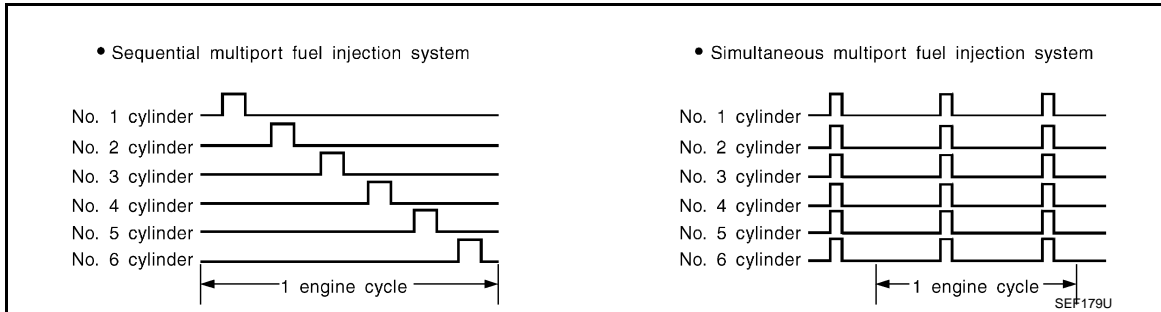 • Sequential multiport fuel injection system
No. 1 cylinder
No. 2 cylinder
No. 3 cylinder
No. 4 cylinder
No. 5 cylinder
No. 6 cylinder
1 engine cycle
• Simultaneous multiport fuel injection system
No. 1 cylinder
No. 2 cylinder
No. 3 cylinder
No. 4 cylinder
No. 5 cylinder
No. 6 cylinder
1 engine cycle
SEF179U